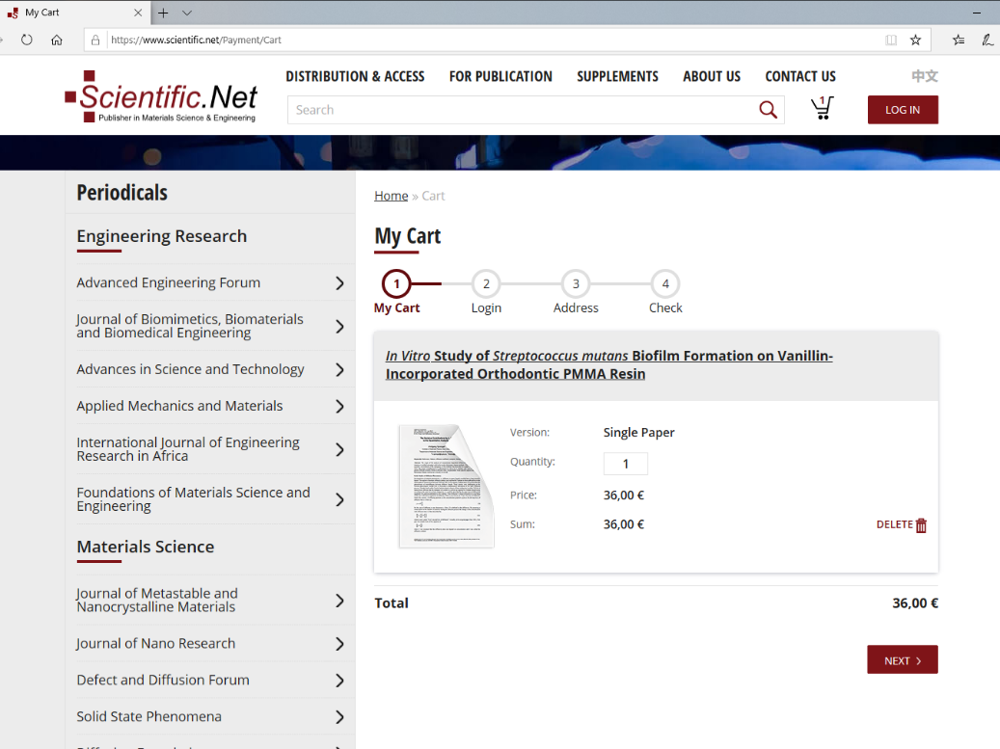 My Cart
https://www.scientific.net/Payment/Cart
DISTRIBUTION & ACCESS FOR PUBLICATION SUPPLEMENTS ABOUT US CONTACT US 中文
Scientific.Net
Publisher in Materials Science & Engineering
Search
1
LOG IN
Periodicals
Engineering Research
Advanced Engineering Forum
Journal of Biomimetics, Biomaterials
and Biomedical Engineering
Advances in Science and Technology
Applied Mechanics and Materials
International Journal of Engineering
Research in Africa
Foundations of Materials Science and
Engineering
Materials Science
Journal of Metastable and
Nanocrystalline Materials
Journal of Nano Research
Defect and Diffusion Forum
Solid State Phenomena
Home » Cart
My Cart
1 2 3 4
My Cart Login Address Check
In Vitro Study of Streptococcus mutans Biofilm Formation on Vanillin-
Incorporated Orthodontic PMMA Resin
Version: Single Paper
Quantity: 1
Price: 36,00 €
Sum: 36,00 €
DELETE
Total 36,00 €
NEXT